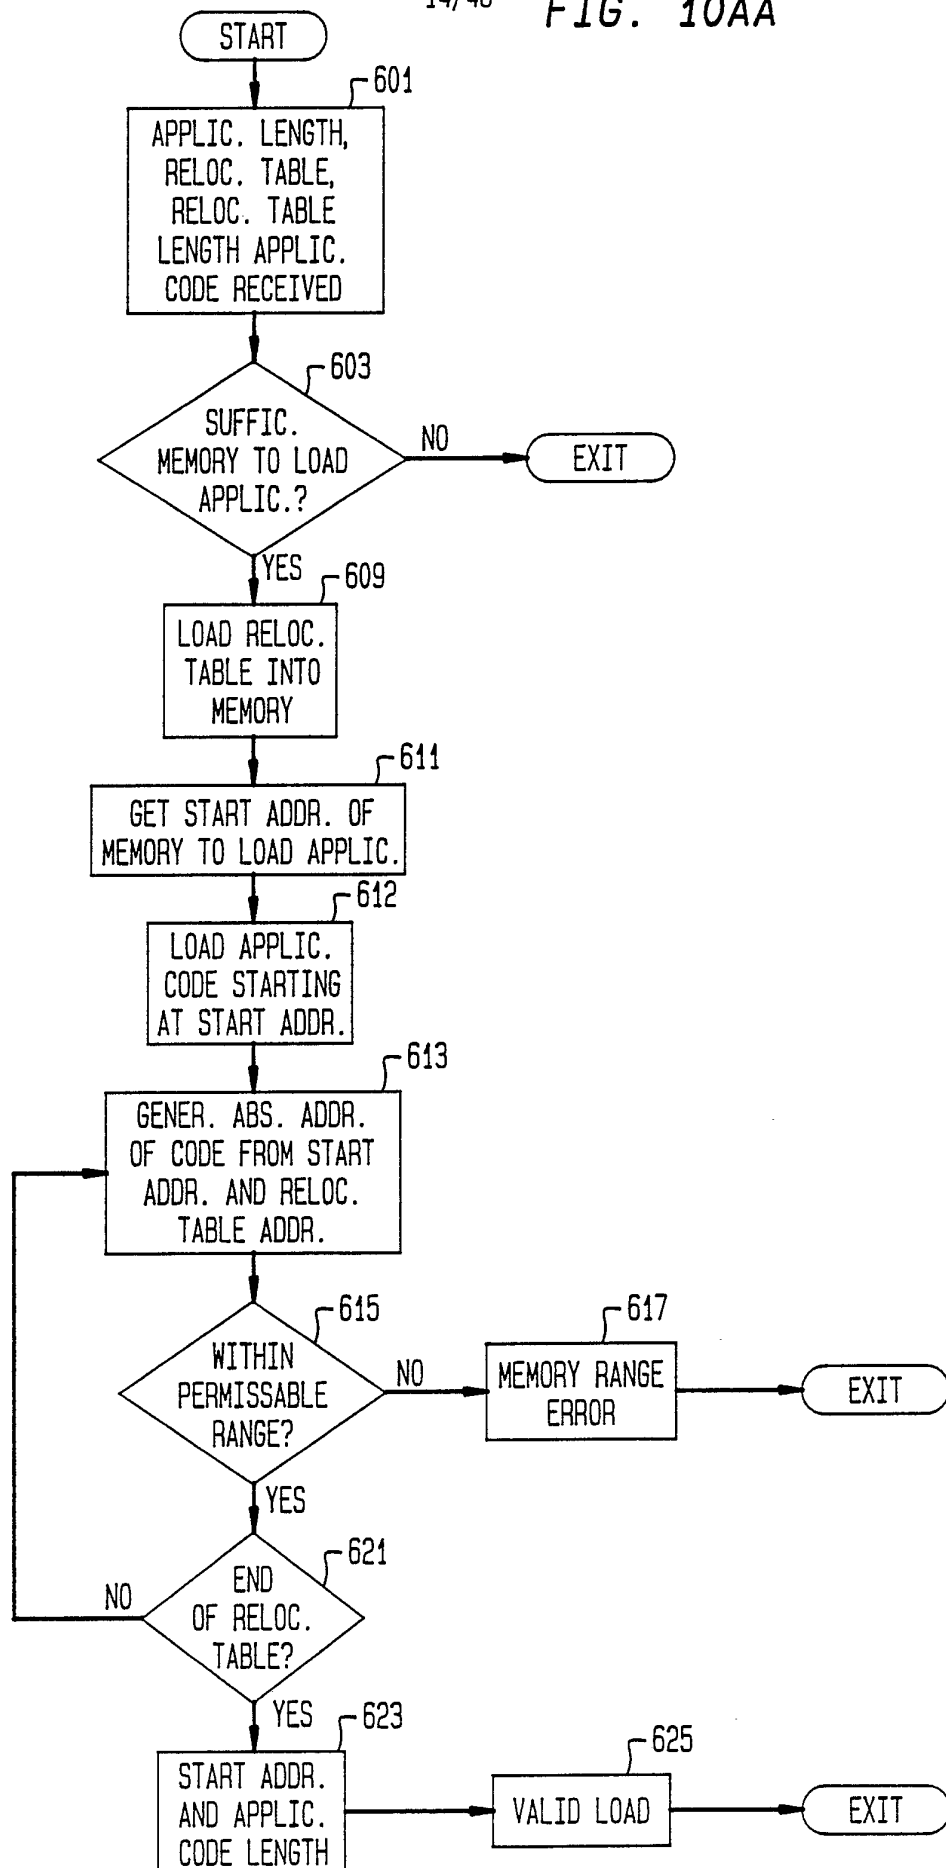 14/48
FIG. 10AA
START
601
APPLIC. LENGTH,
RELOC. TABLE,
RELOC. TABLE
LENGTH APPLIC.
CODE RECEIVED
603
SUFFIC.
MEMORY TO LOAD
APPLIC.?
NO
EXIT
YES
609
LOAD RELOC.
TABLE INTO
MEMORY
611
GET START ADDR. OF
MEMORY TO LOAD APPLIC.
612
LOAD APPLIC.
CODE STARTING
AT START ADDR.
613
GENER. ABS. ADDR.
OF CODE FROM START
ADDR. AND RELOC.
TABLE ADDR.
615
WITHIN
PERMISSABLE
RANGE?
NO
617
MEMORY RANGE
ERROR
EXIT
YES
621
END
OF RELOC.
TABLE?
NO
YES
623
START ADDR.
AND APPLIC.
CODE LENGTH
625
VALID LOAD
EXIT